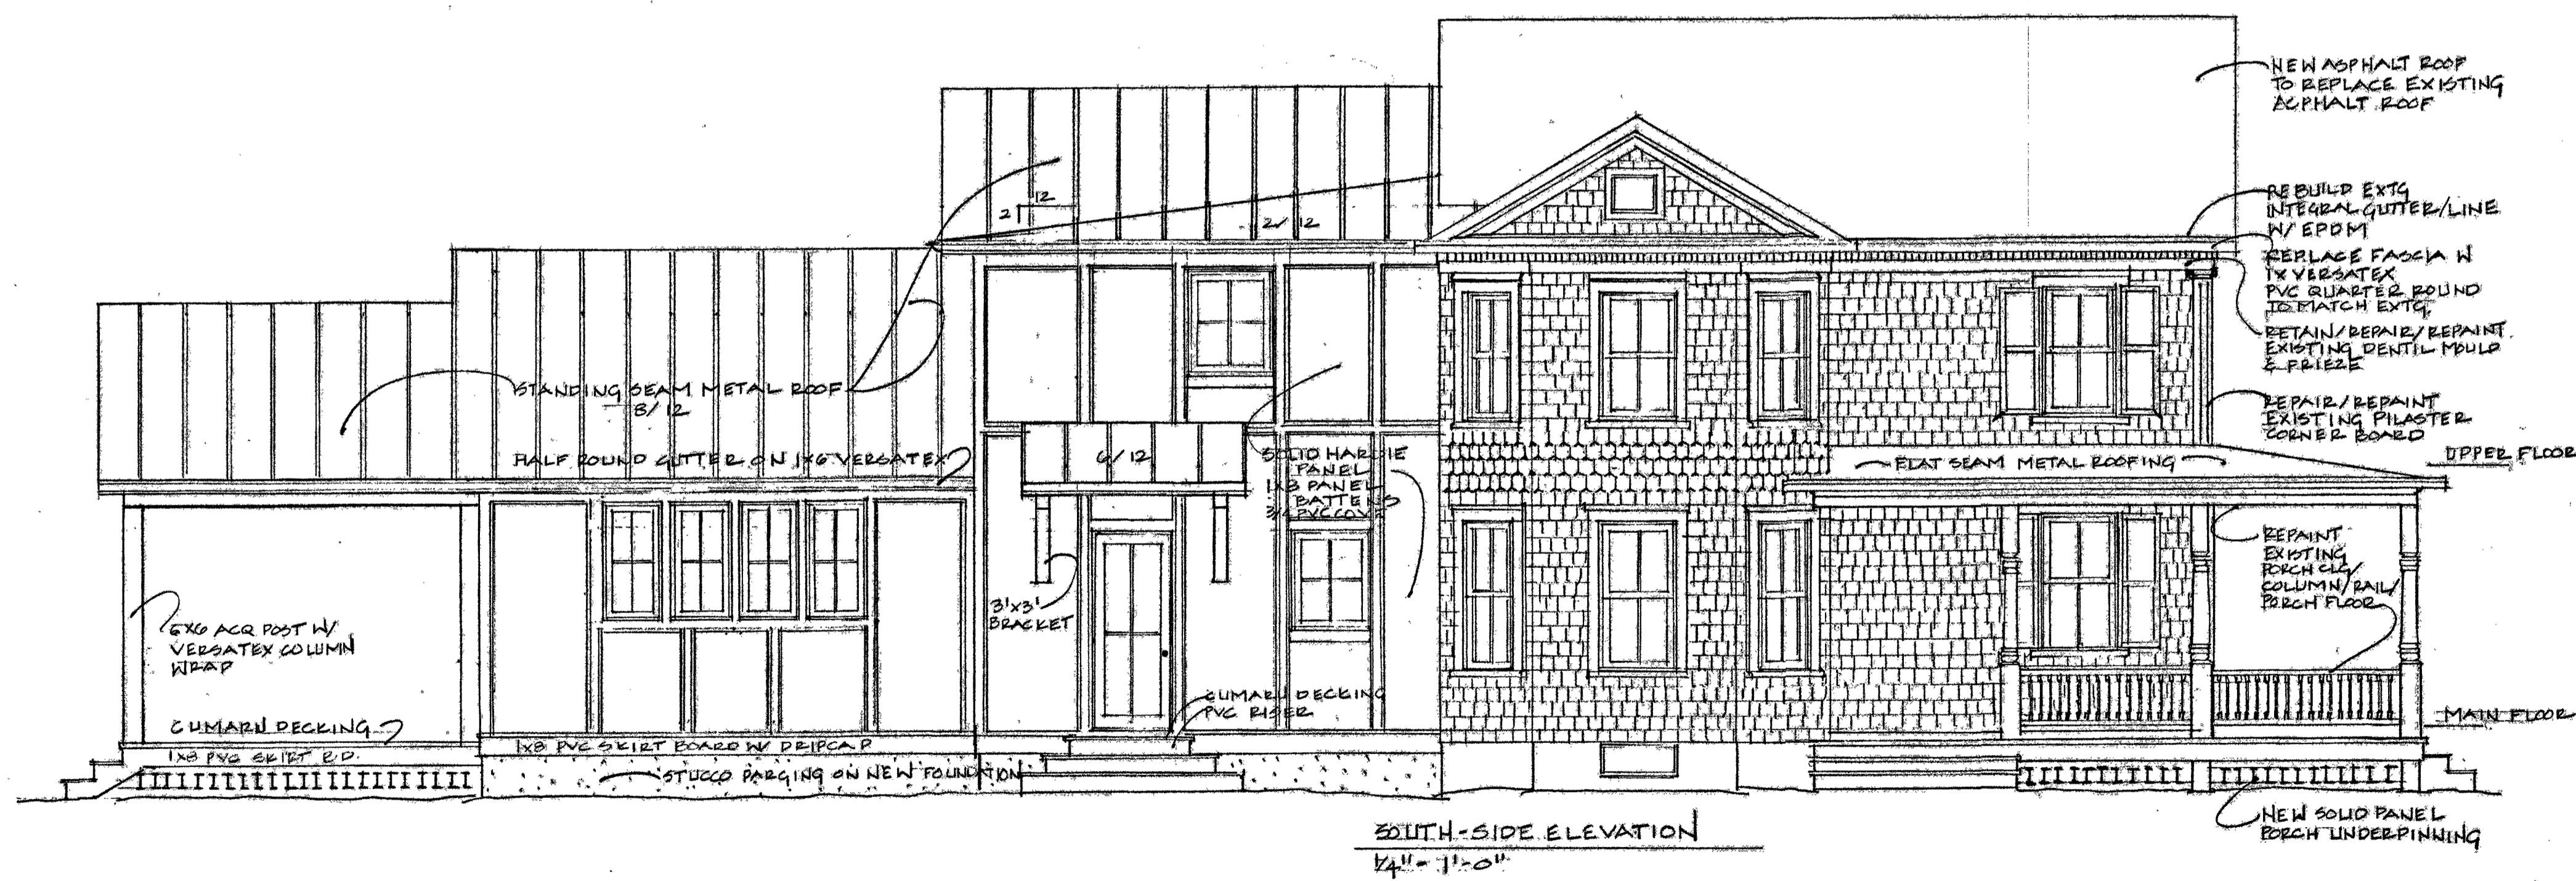 NEW ASPHALT ROOF
TO REPLACE EXISTING
ASPHALT ROOF
REBUILD EXTG
INTEGRAL GUTTER/LINE
W/ EPDM
REPLACE FASCIA W
1X VERSATEX
PVC QUARTER ROUND
TO MATCH EXTG.
RETAIN/REPAIR/REPAINT
EXISTING DENTIL MOULD
& FRIEZE
REPAIR/REPAINT
EXISTING PILASTER
CORNER BOARD
UPPER FLOOR
12
2
2/12
STANDING SEAM METAL ROOF
8/12
HALF ROUND GUTTER ON 1X6 VERSATEX
6/12
SOLID HARDIE
PANEL
1X3 PANEL
BATTENS
3/4 PVC COVE
FLAT SEAM METAL ROOFING
REPAINT
EXISTING
PORCH CLG/
COLUMN/RAIL/
PORCH FLOOR
3'X3'
BRACKET
6X6 ACQ POST W/
VERSATEX COLUMN
WRAP
CUMARU DECKING
PVC RISER
CUMARU DECKING
MAIN FLOOR
1X8 PVC SKIRT BOARD W/ DRIPCAP
1X8 PVC SKIRT BD.
STUCCO PARGING ON NEW FOUNDATION
NEW SOLID PANEL
PORCH UNDERPINNING
SOUTH-SIDE ELEVATION
1/4" - 1'-0"